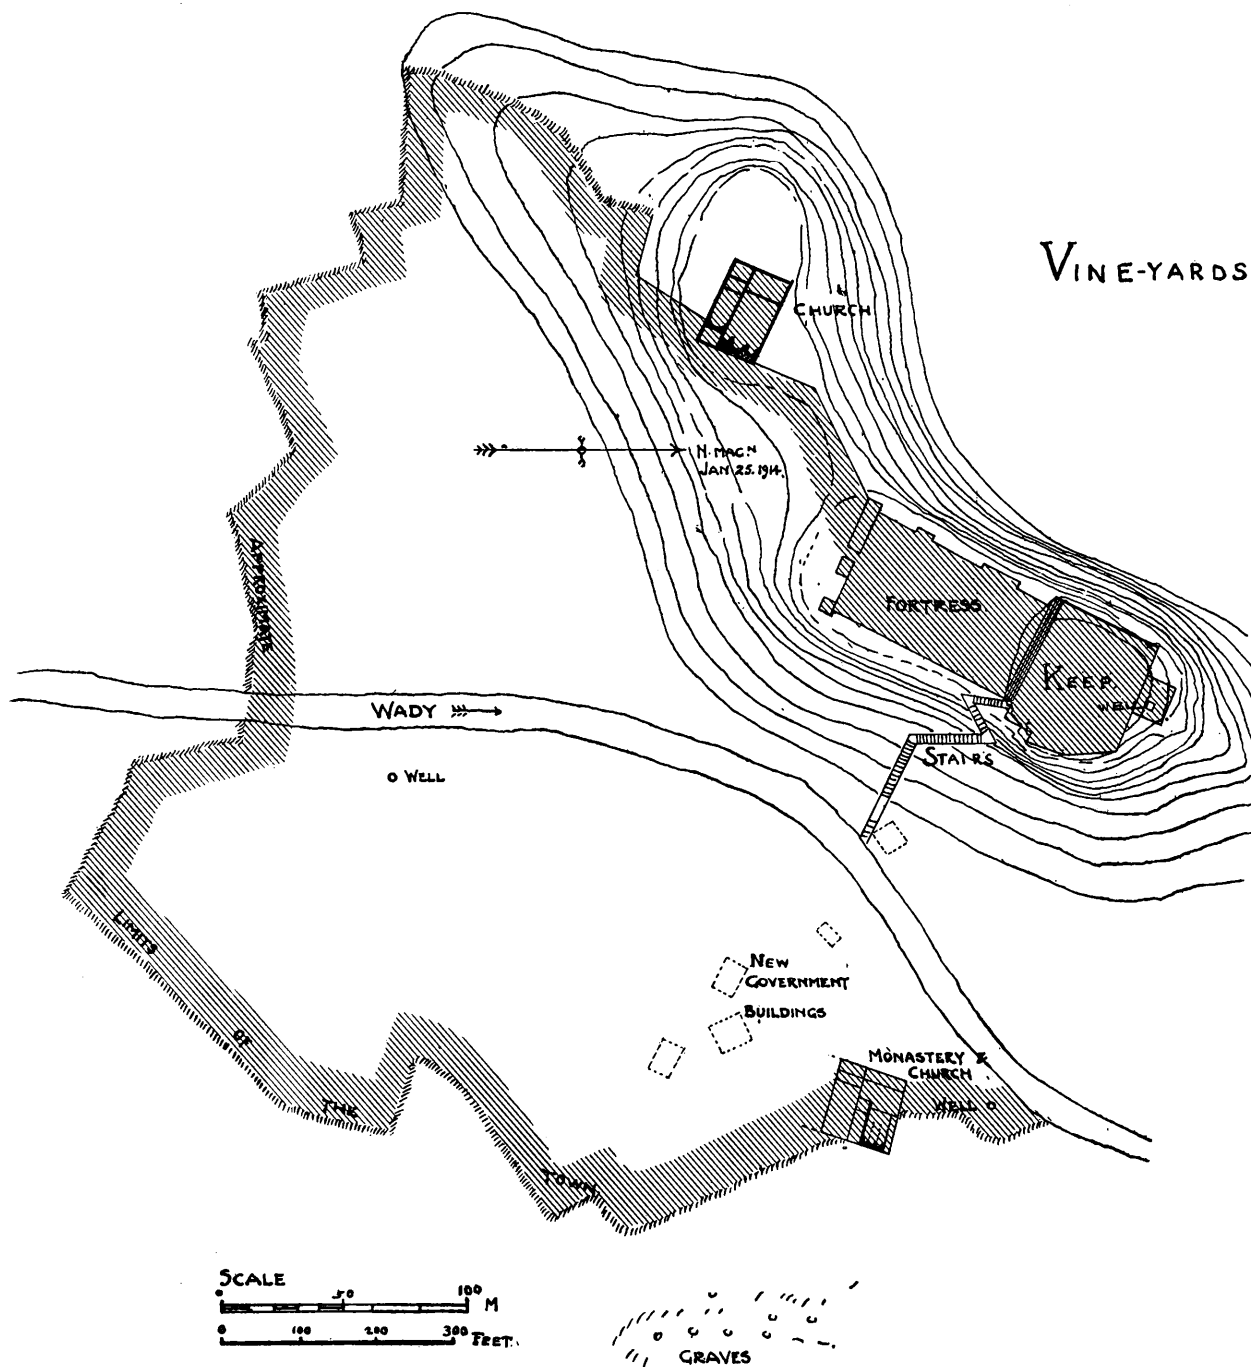 VINE-YARDS
CHURCH
N. MAGN
JAN 25. 1914.
APPROXIMATE
FORTRESS
KEEP.
WELL
WADY
STAIRS
WELL
LIMITS
OF
THE
TOWN
NEW
GOVERNMENT
BUILDINGS
MONASTERY &
CHURCH
WELL
SCALE
0 50 100
M
0 100 200 300 FEET.
GRAVES